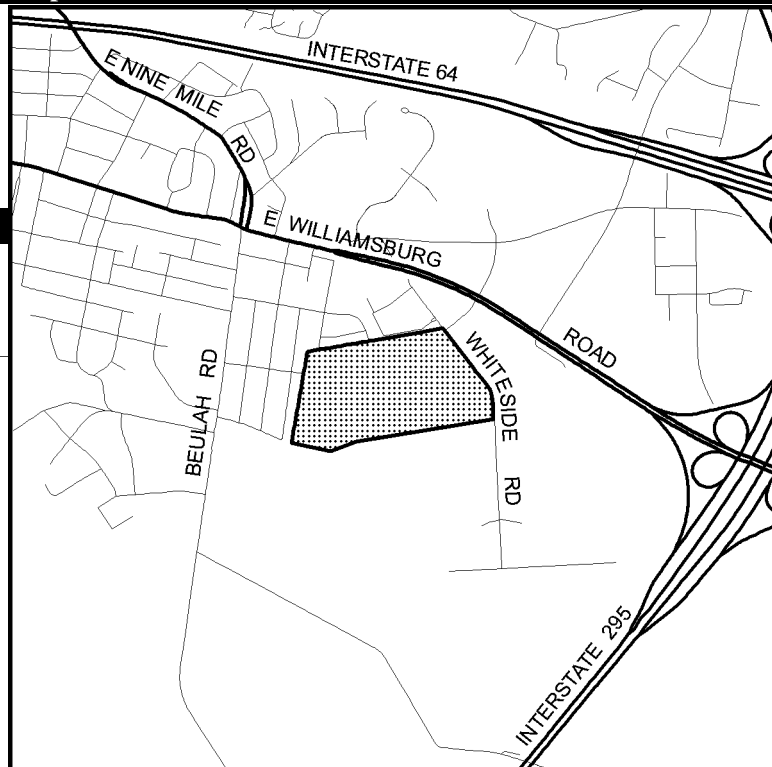 INTERSTATE 64
E NINE MILE RD
E WILLIAMSBURG ROAD
BEULAH RD
WHITESIDE RD
INTERSTATE 295